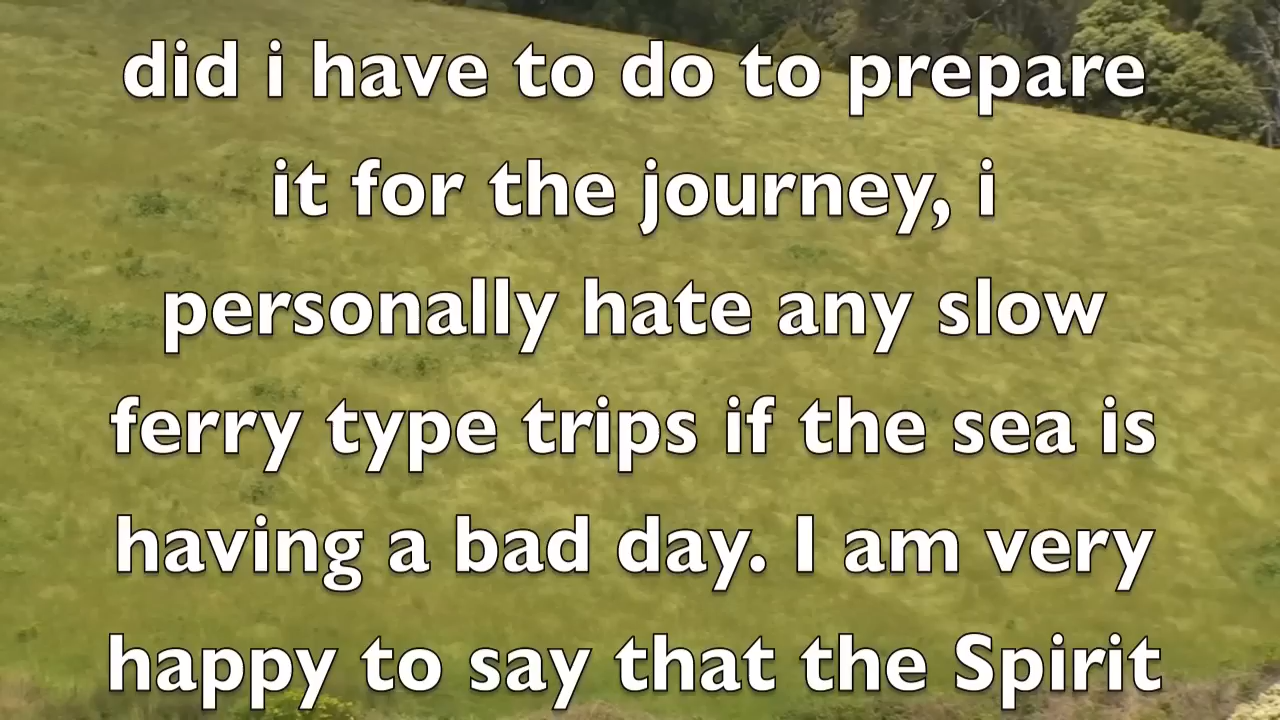 did i have to do to prepare
it for the journey, i
personally hate any slow
ferry type trips if the sea is
having a bad day. I am very
happy to say that the Spirit